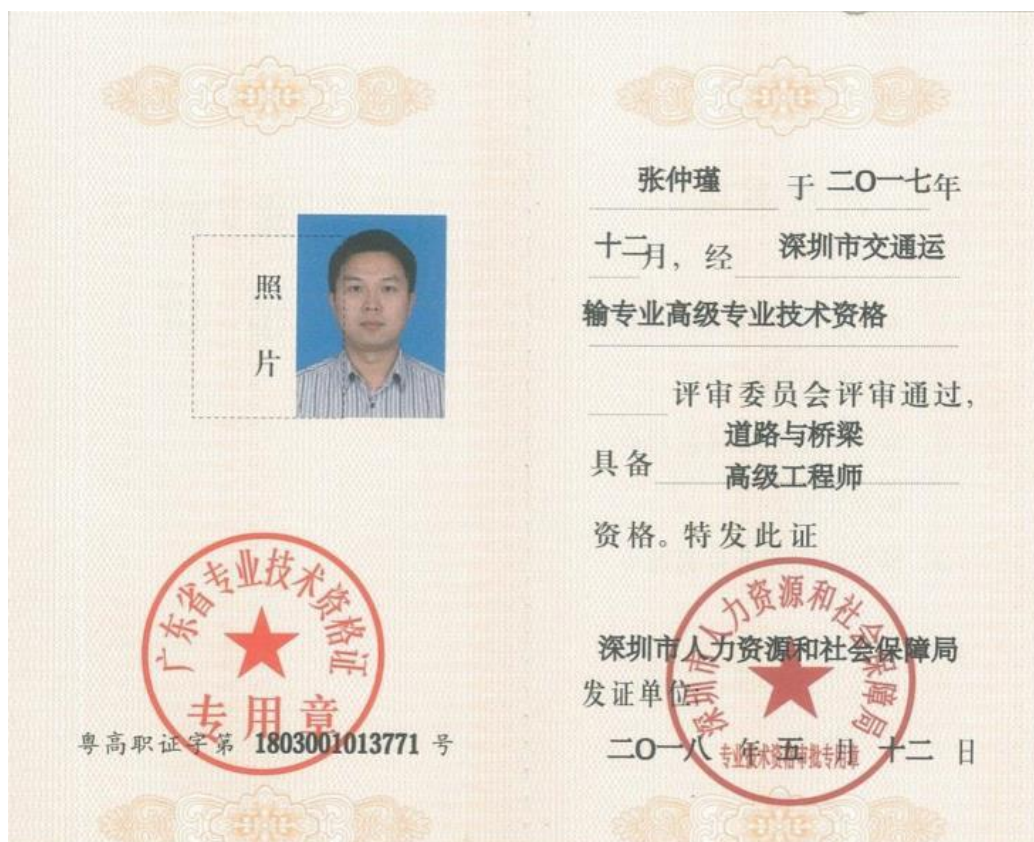 照
片
广东省专业技术资格证
专用章
粤高职证字第 1803001013771 号
张仲瑾 于 二〇一七年
十二月，经 深圳市交通运
输专业高级专业技术资格
评审委员会评审通过，
道路与桥梁
具备
高级工程师
资格。特发此证
深圳市人力资源和社会保障局
深圳市人力资源和社会保障局
发证单位:
二〇一八 年 五 月 十二 日
专业技术资格审批专用章